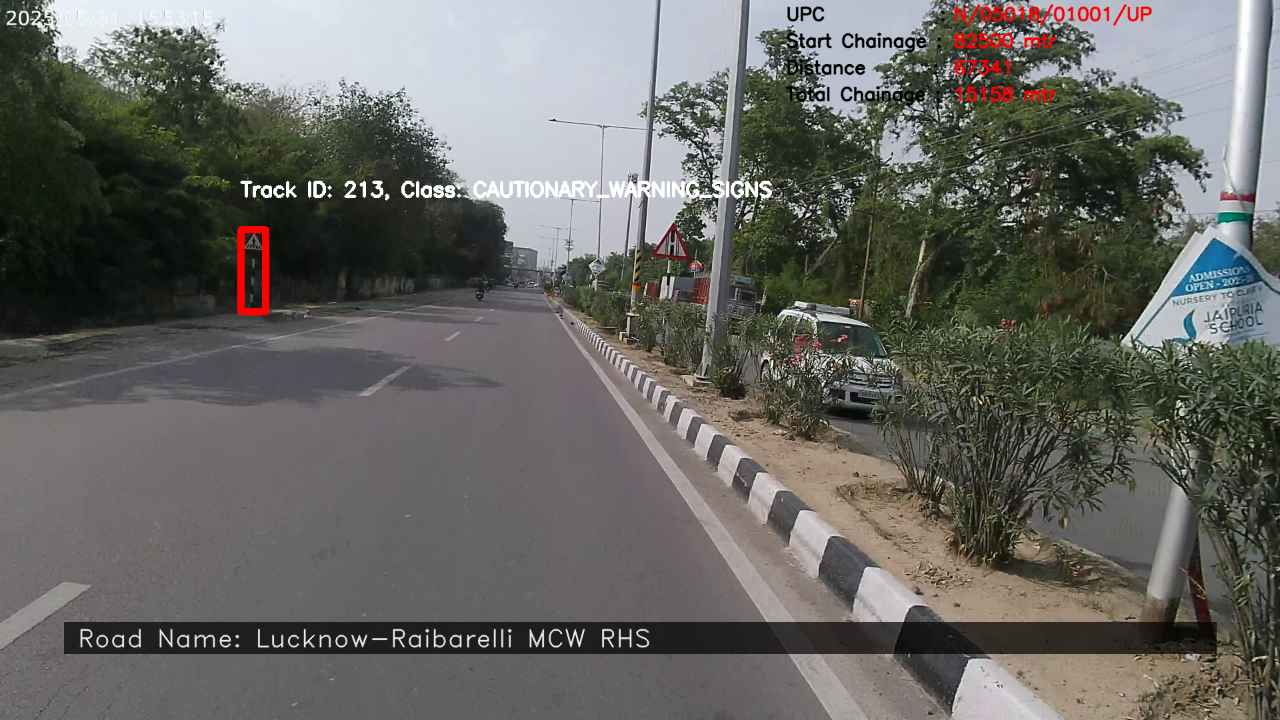 UPC : N/05018/01001/UP
Start Chainage : 82500 mtr
Distance : 67341
Total Chainage : 15158 mtr
Track ID: 213, Class: CAUTIONARY_WARNING_SIGNS
ADMISSIONS
OPEN - 2025
NURSERY TO
JAIPURIA
SCHOOL
Road Name: Lucknow-Raibarelli MCW RHS